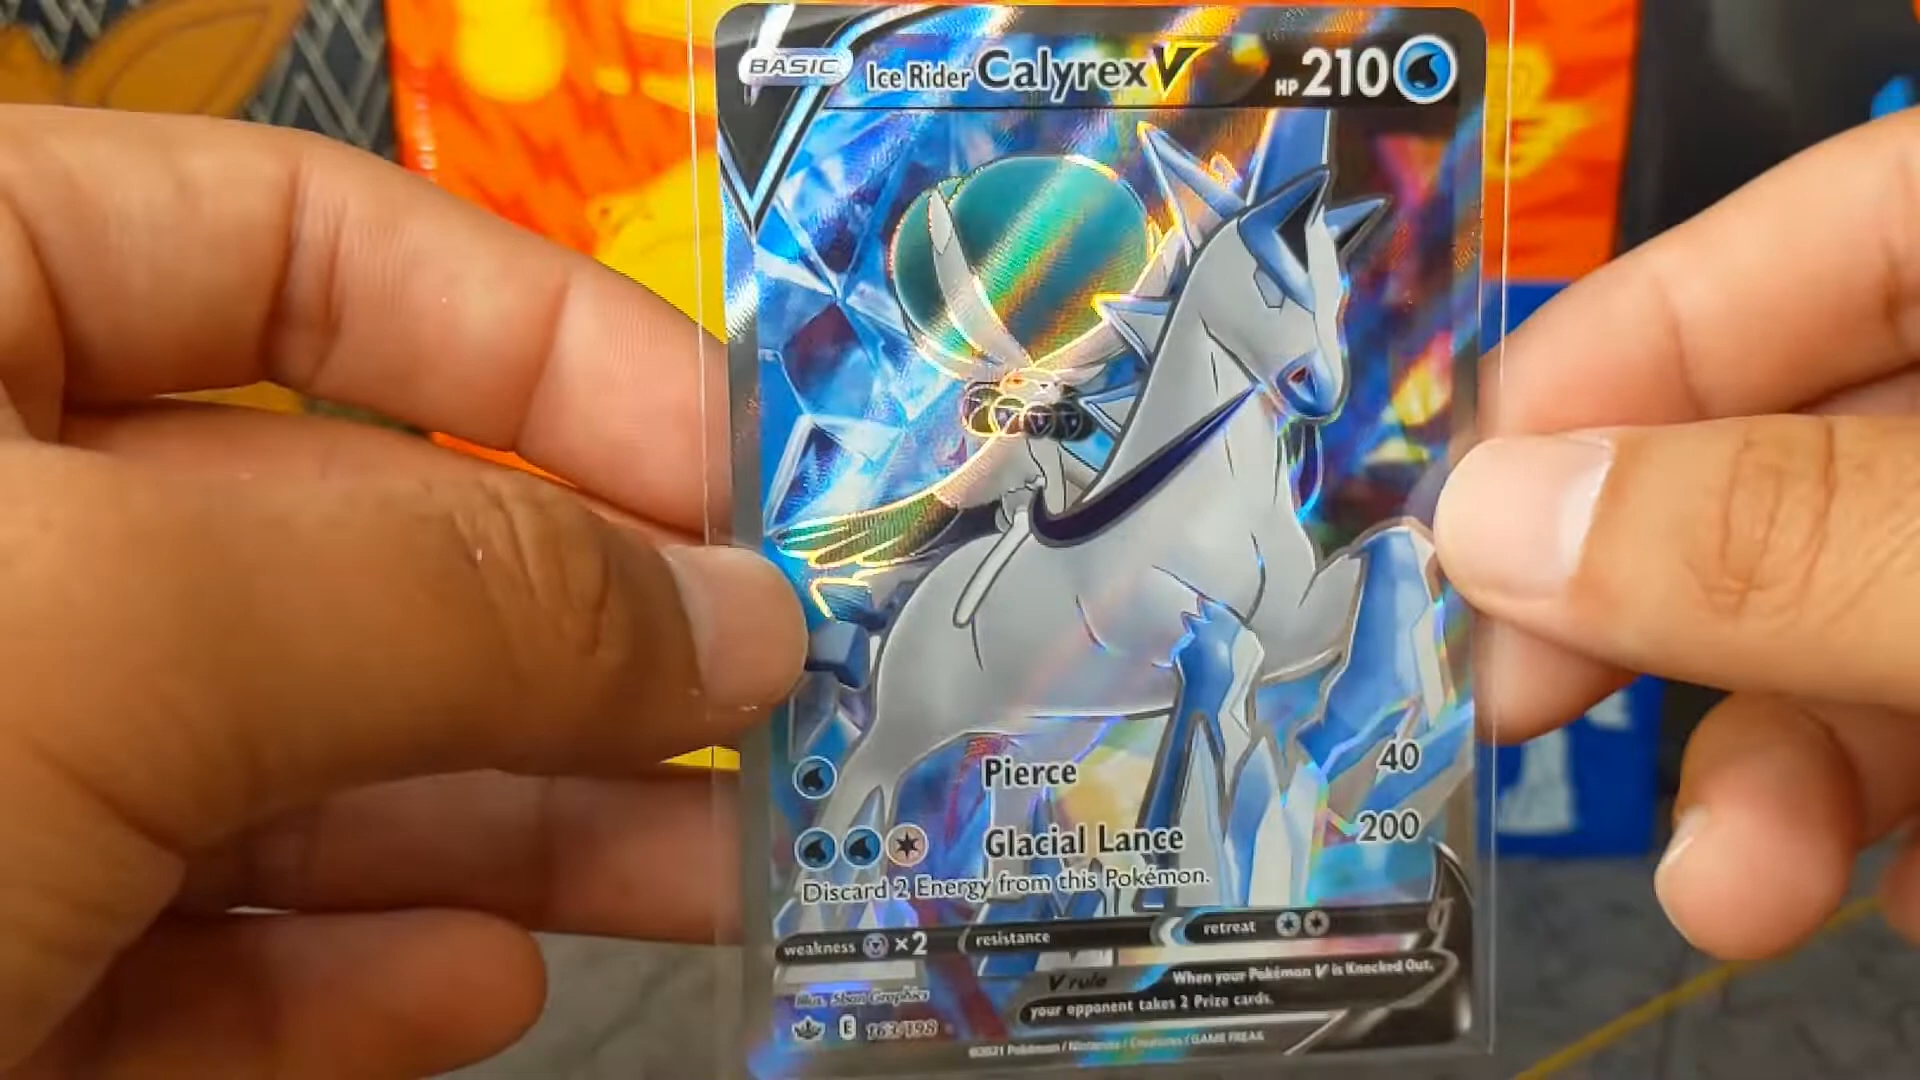 BASIC Ice Rider Calyrex V HP 210
Pierce 40
Glacial Lance 200
Discard 2 Energy from this Pokémon.
weakness ×2 resistance retreat
V rule When your Pokémon V is Knocked Out,
your opponent takes 2 Prize cards.
Illus. 5ban Graphics
E 163/198
©2021 Pokémon / Nintendo / Creatures / GAME FREAK